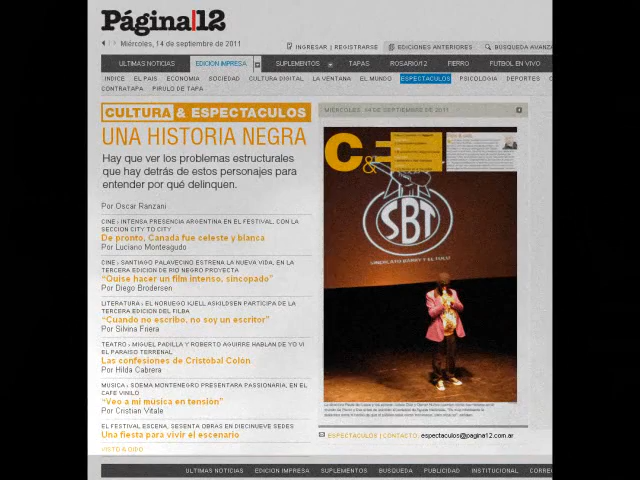 Página|12
Miércoles, 14 de septiembre de 2011
INGRESAR | REGISTRARSE
EDICIONES ANTERIORES
BUSQUEDA AVANZA
ULTIMAS NOTICIAS
EDICION IMPRESA
SUPLEMENTOS
TAPAS
ROSARIO/12
FIERRO
FUTBOL EN VIVO
INDICE EL PAIS ECONOMIA SOCIEDAD CULTURA DIGITAL LA VENTANA EL MUNDO ESPECTACULOS PSICOLOGIA DEPORTES C
CONTRATAPA PIRULO DE TAPA
CULTURA & ESPECTACULOS
UNA HISTORIA NEGRA
Hay que ver los problemas estructurales
que hay detrás de estos personajes para
entender por qué delinquen.
Por Oscar Ranzani
CINE › INTENSA PRESENCIA ARGENTINA EN EL FESTIVAL, CON LA
SECCION CITY TO CITY
De pronto, Canadá fue celeste y blanca
Por Luciano Monteagudo
CINE › SANTIAGO PALAVECINO ESTRENA LA NUEVA VIDA, EN LA
TERCERA EDICION DE RIO NEGRO PROYECTA
“Quise hacer un film intenso, sincopado”
Por Diego Brodersen
LITERATURA › EL NORUEGO KJELL ASKILDSEN PARTICIPA DE LA
TERCERA EDICION DEL FILBA
“Cuando no escribo, no soy un escritor”
Por Silvina Friera
TEATRO › MIGUEL PADILLA Y ROBERTO AGUIRRE HABLAN DE YO VI
EL PARAISO TERRENAL
Las confesiones de Cristóbal Colón
Por Hilda Cabrera
MUSICA › SOEMA MONTENEGRO PRESENTARA PASSIONARIA, EN EL
CAFE VINILO
“Veo a mi música en tensión”
Por Cristian Vitale
EL FESTIVAL ESCENA, SESENTA OBRAS EN DIECINUEVE SEDES
Una fiesta para vivir el escenario
VISTO & OIDO
MIERCOLES, 14 DE SEPTIEMBRE DE 2011
C&E
SBT
SINDICATO BARRY Y EL FULO
ESPECTACULOS | CONTACTO: espectaculos@pagina12.com.ar
ULTIMAS NOTICIAS EDICION IMPRESA SUPLEMENTOS BUSQUEDA PUBLICIDAD INSTITUCIONAL CORRE